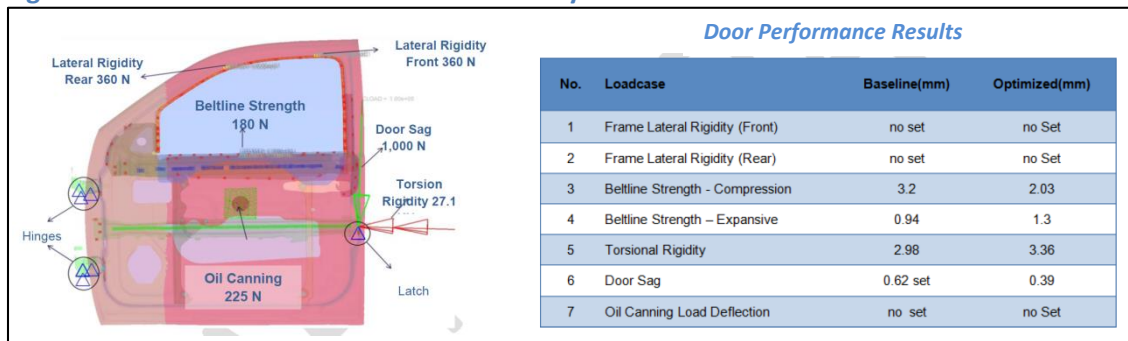 Door Performance Results
Lateral Rigidity
Front 360 N
Lateral Rigidity
Rear 360 N
Beltline Strength
180 N
Door Sag
1,000 N
Torsion
Rigidity 27.1
Hinges
Oil Canning
225 N
Latch
No. Loadcase Baseline(mm) Optimized(mm)
1 Frame Lateral Rigidity (Front) no set no Set
2 Frame Lateral Rigidity (Rear) no set no Set
3 Beltline Strength - Compression 3.2 2.03
4 Beltline Strength – Expansive 0.94 1.3
5 Torsional Rigidity 2.98 3.36
6 Door Sag 0.62 set 0.39
7 Oil Canning Load Deflection no set no Set